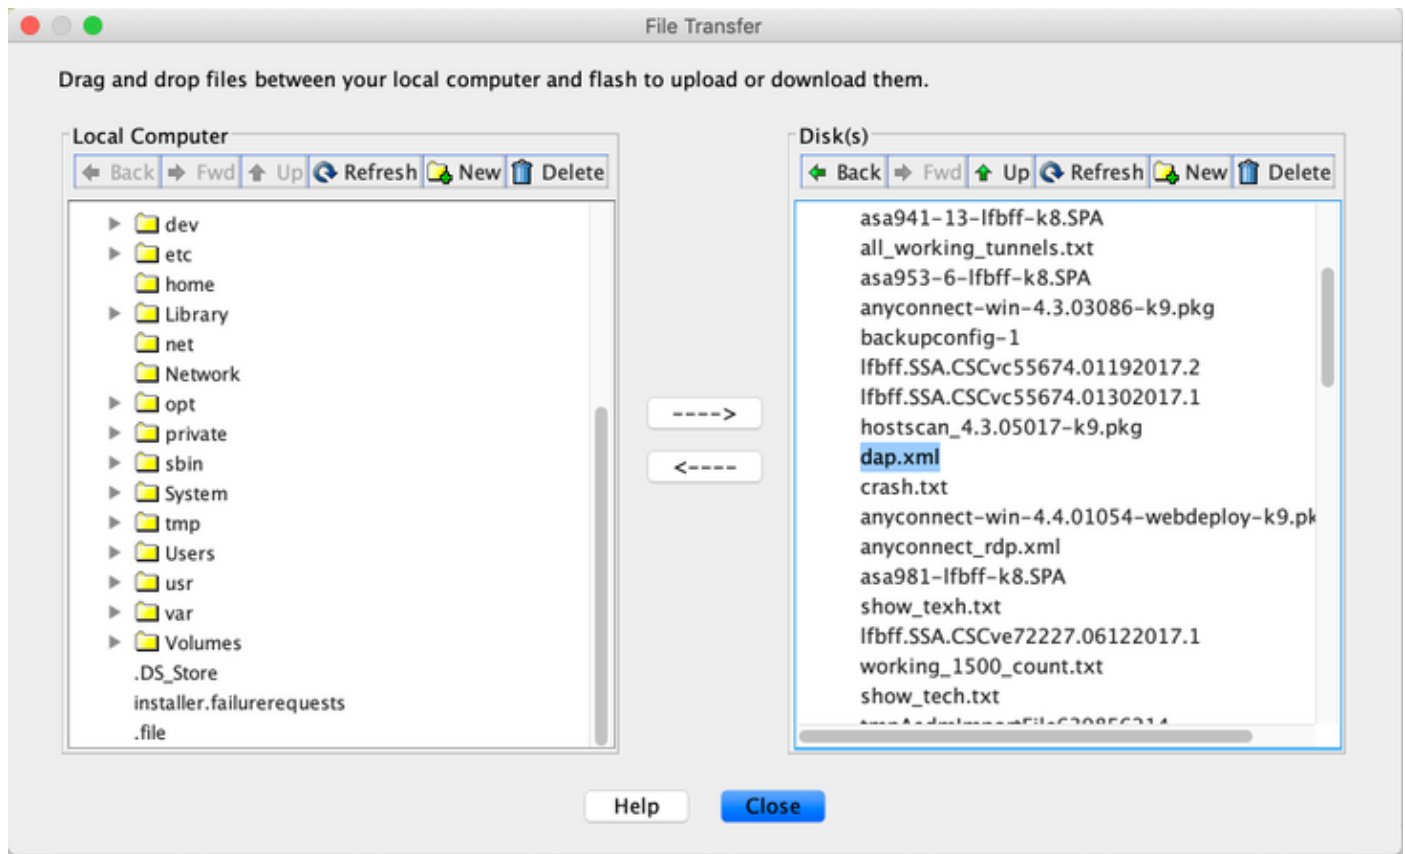 File Transfer
Drag and drop files between your local computer and flash to upload or download them.
Local Computer
Back Fwd Up Refresh New Delete
dev
etc
home
Library
net
Network
opt
private
sbin
System
tmp
Users
usr
var
Volumes
.DS_Store
installer.failurerequests
.file
---->
<----
Disk(s)
Back Fwd Up Refresh New Delete
asa941-13-lfbff-k8.SPA
all_working_tunnels.txt
asa953-6-lfbff-k8.SPA
anyconnect-win-4.3.03086-k9.pkg
backupconfig-1
lfbff.SSA.CSCvc55674.01192017.2
lfbff.SSA.CSCvc55674.01302017.1
hostscan_4.3.05017-k9.pkg
dap.xml
crash.txt
anyconnect-win-4.4.01054-webdeploy-k9.pk
anyconnect_rdp.xml
asa981-lfbff-k8.SPA
show_texh.txt
lfbff.SSA.CSCve72227.06122017.1
working_1500_count.txt
show_tech.txt
Help
Close